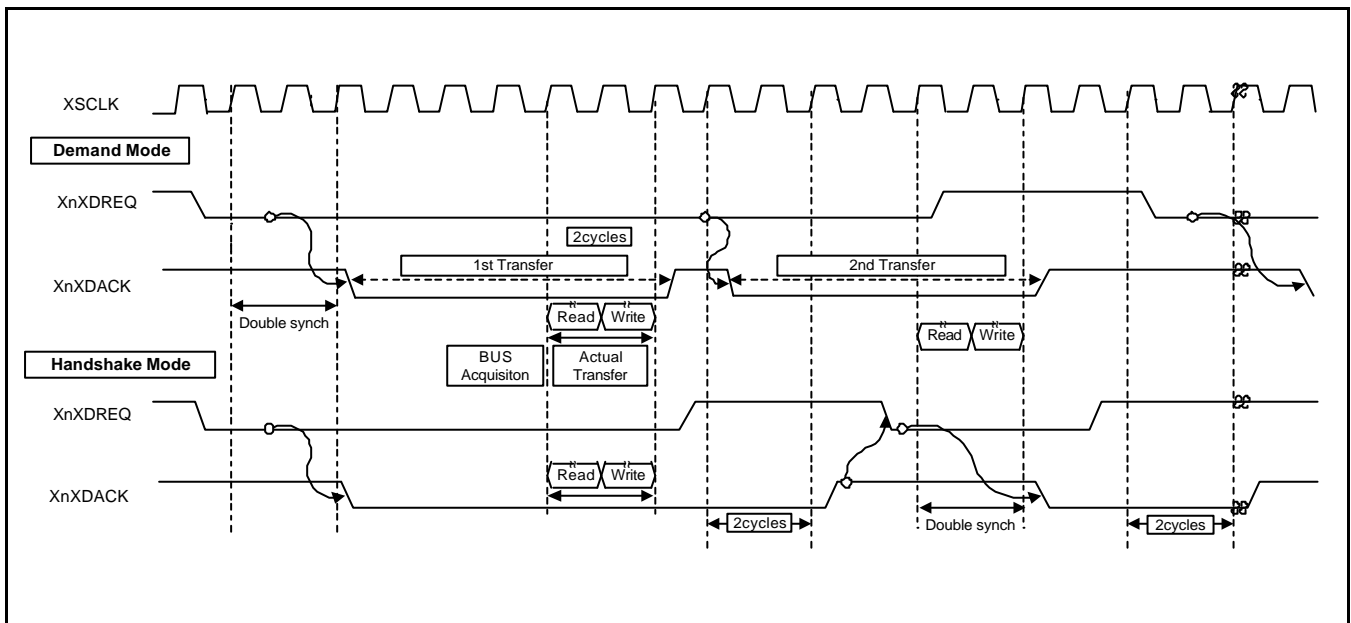 XSCLK
Demand Mode
XnXDREQ
2cycles
1st Transfer
2nd Transfer
XnXDACK
Double synch
Read
Write
Read
Write
BUS
Acquisiton
Actual
Transfer
Handshake Mode
XnXDREQ
Read
Write
XnXDACK
2cycles
Double synch
2cycles